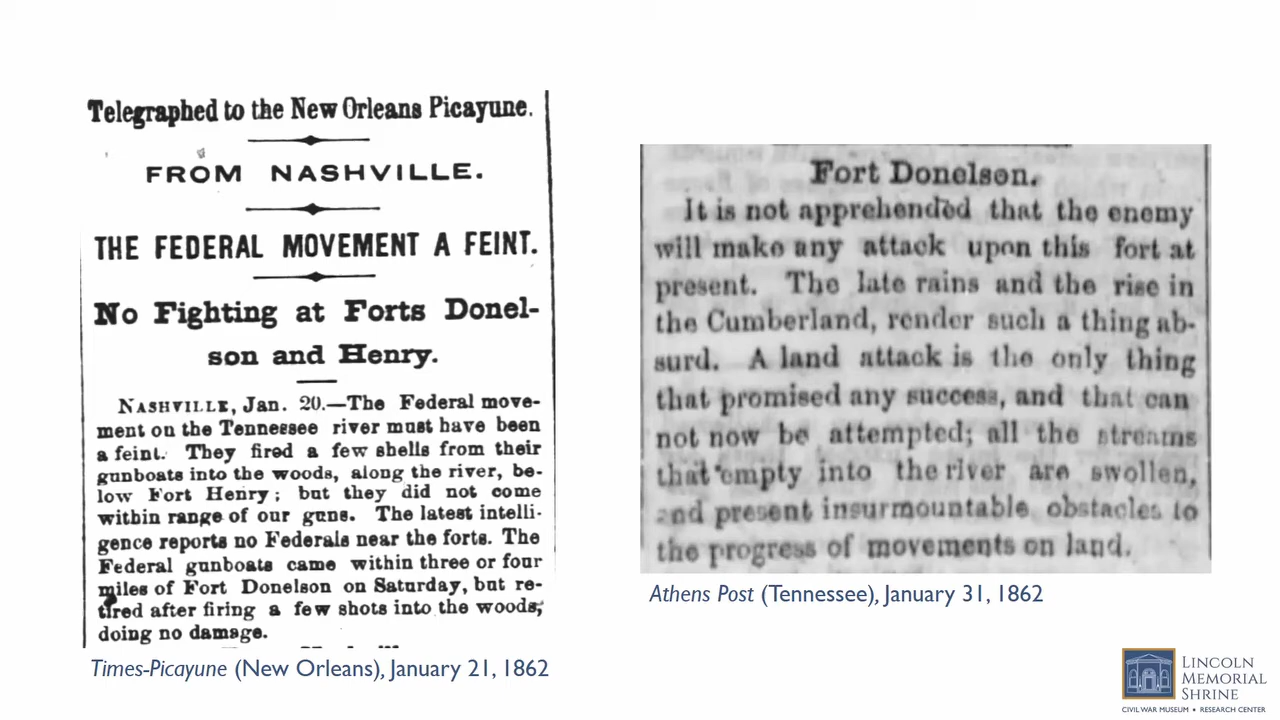 Telegraphed to the New Orleans Picayune.
FROM NASHVILLE.
THE FEDERAL MOVEMENT A FEINT.
No Fighting at Forts Donel-
son and Henry.
NASHVILLE, Jan. 20.—The Federal move-
ment on the Tennessee river must have been
a feint. They fired a few shells from their
gunboats into the woods, along the river, be-
low Fort Henry; but they did not come
within range of our guns. The latest intelli-
gence reports no Federals near the forts. The
Federal gunboats came within three or four
miles of Fort Donelson on Saturday, but re-
tired after firing a few shots into the woods,
doing no damage.
Times-Picayune (New Orleans), January 21, 1862
Fort Donelson.
It is not apprehended that the enemy
will make any attack upon this fort at
present. The late rains and the rise in
the Cumberland, render such a thing ab-
surd. A land attack is the only thing
that promised any success, and that can
not now be attempted; all the streams
that empty into the river are swollen,
and present insurmountable obstacles to
the progress of movements on land.
Athens Post (Tennessee), January 31, 1862
LINCOLN
MEMORIAL
SHRINE
CIVIL WAR MUSEUM • RESEARCH CENTER